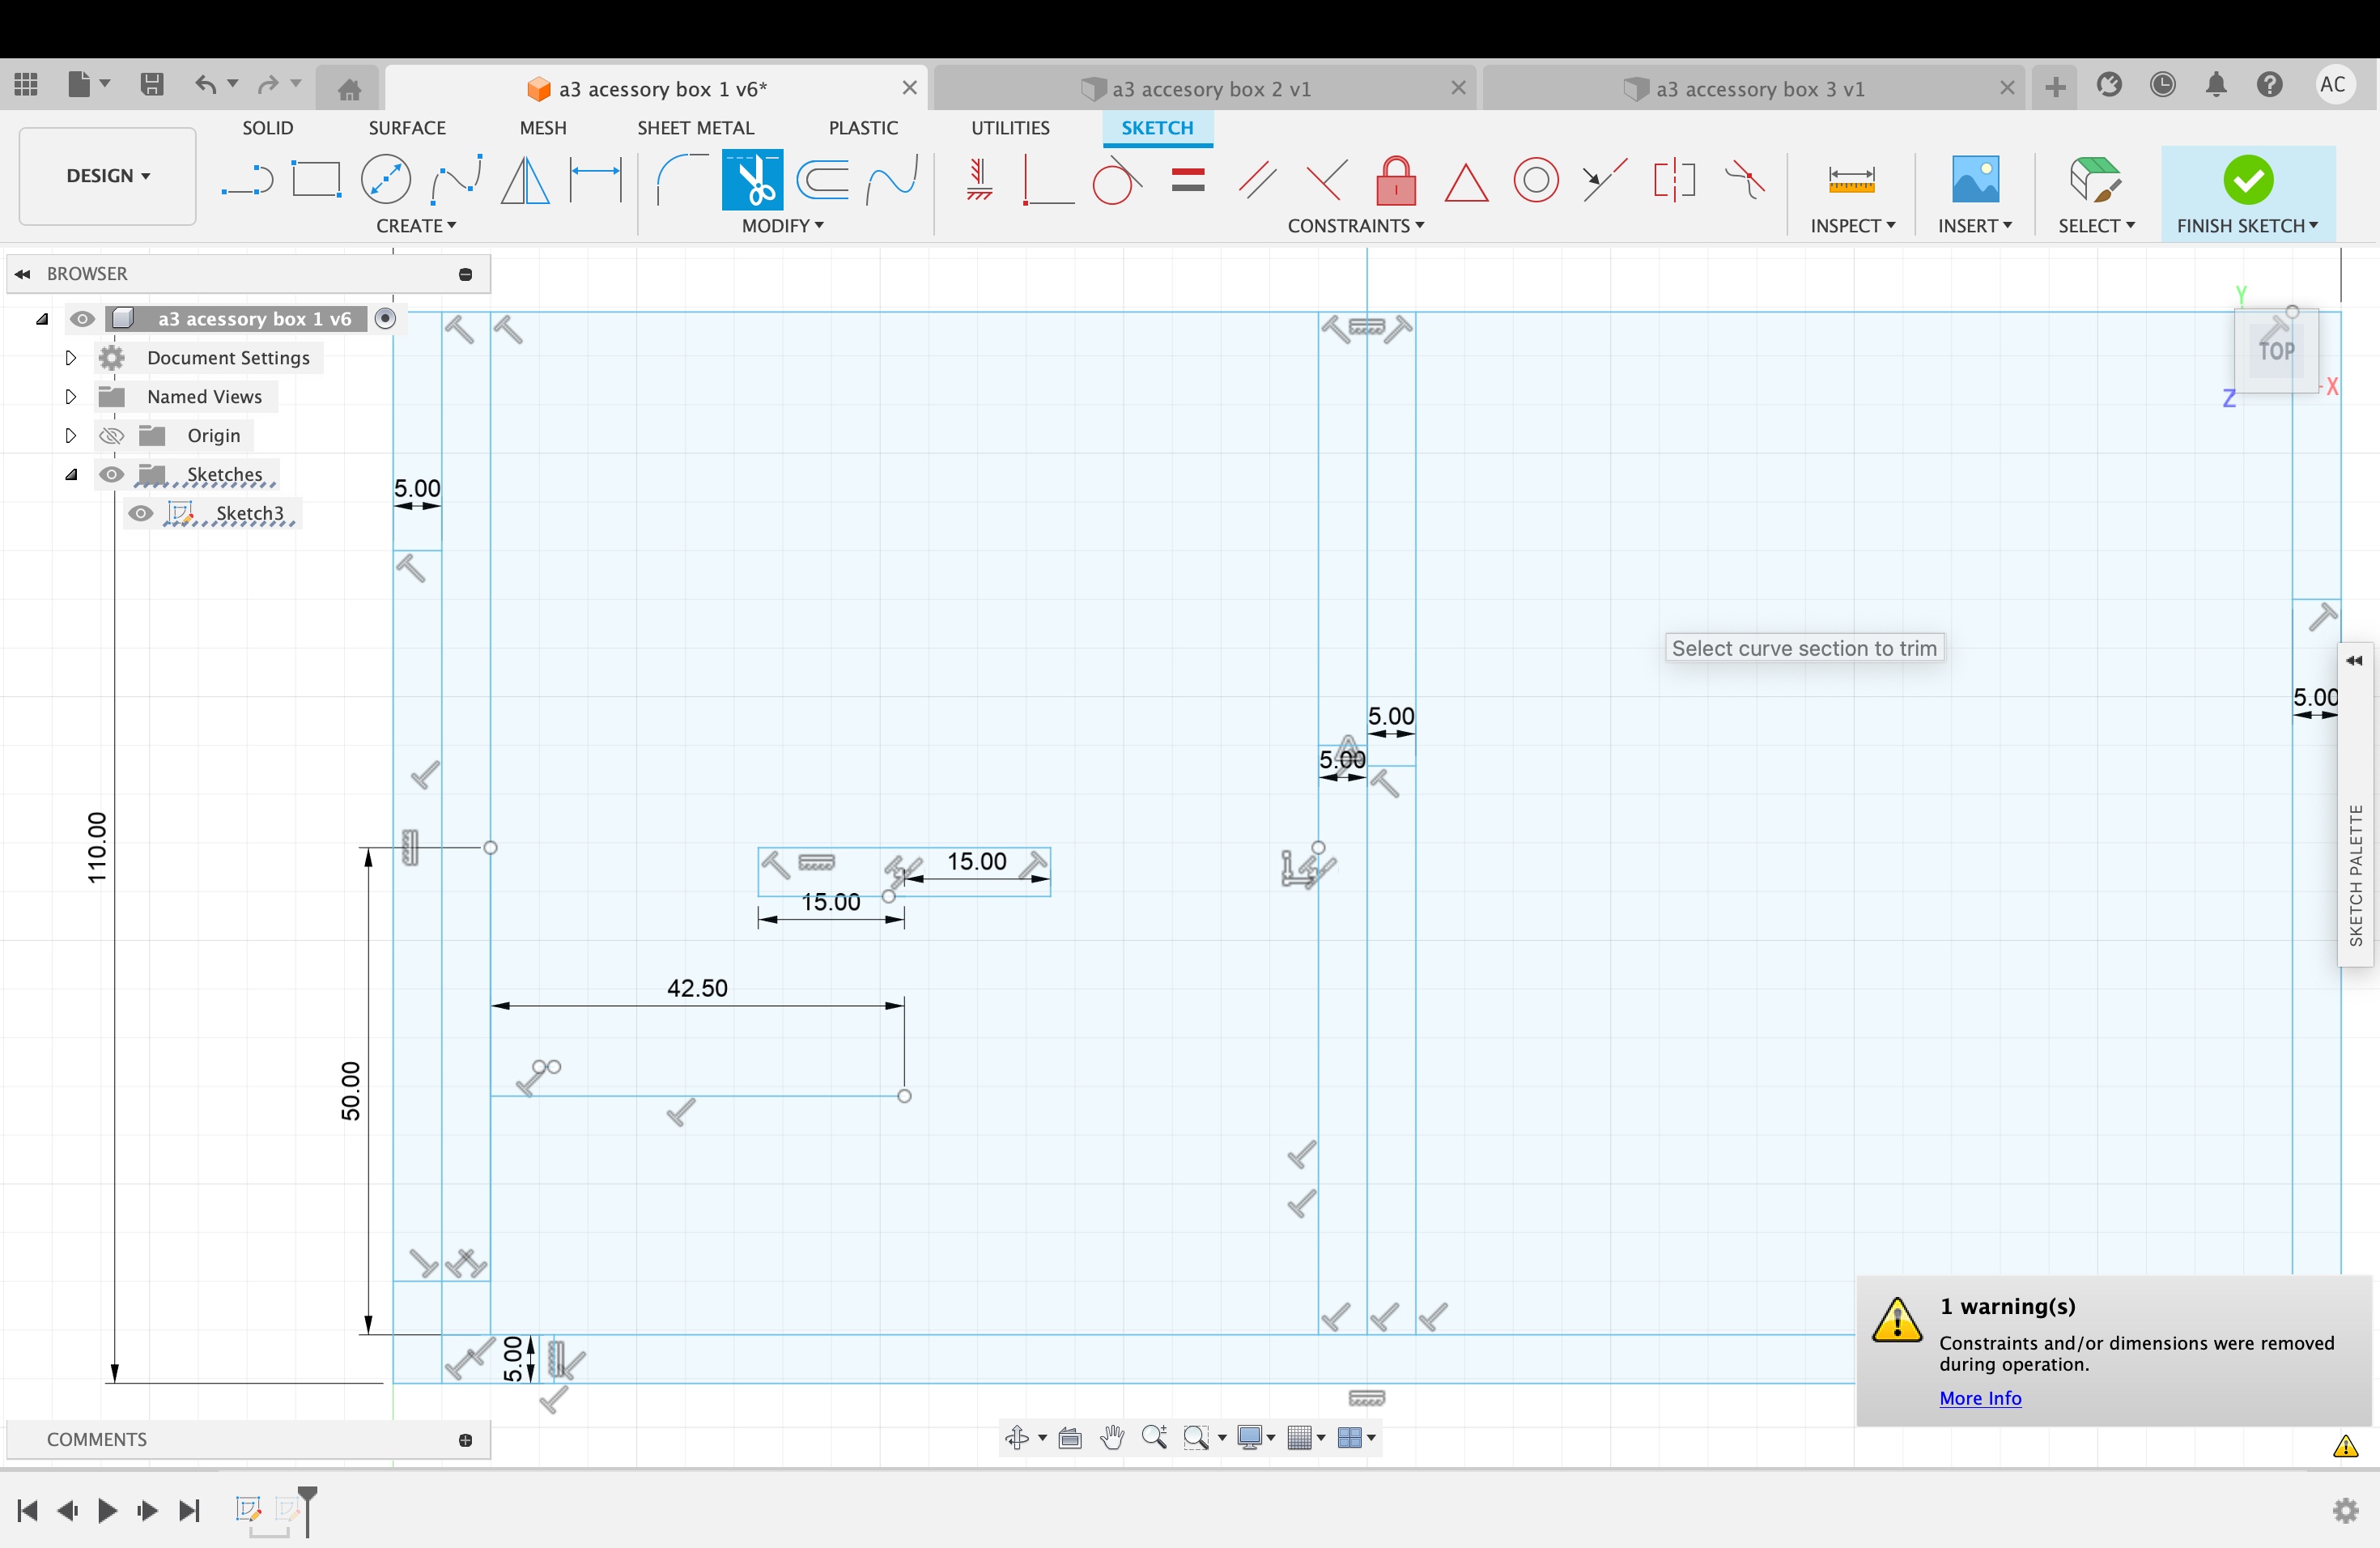 a3 acessory box 1 v6*
a3 accesory box 2 v1
a3 accessory box 3 v1
AC
DESIGN
SOLID
SURFACE
MESH
SHEET METAL
PLASTIC
UTILITIES
SKETCH
CREATE
MODIFY
CONSTRAINTS
INSPECT
INSERT
SELECT
FINISH SKETCH
BROWSER
a3 acessory box 1 v6
Document Settings
Named Views
Origin
Sketches
Sketch3
Y
TOP
X
Z
5.00
Select curve section to trim
5.00
5.00
5.00
110.00
15.00
15.00
SKETCH PALETTE
42.50
50.00
5.00
1 warning(s)
Constraints and/or dimensions were removed
during operation.
More Info
COMMENTS